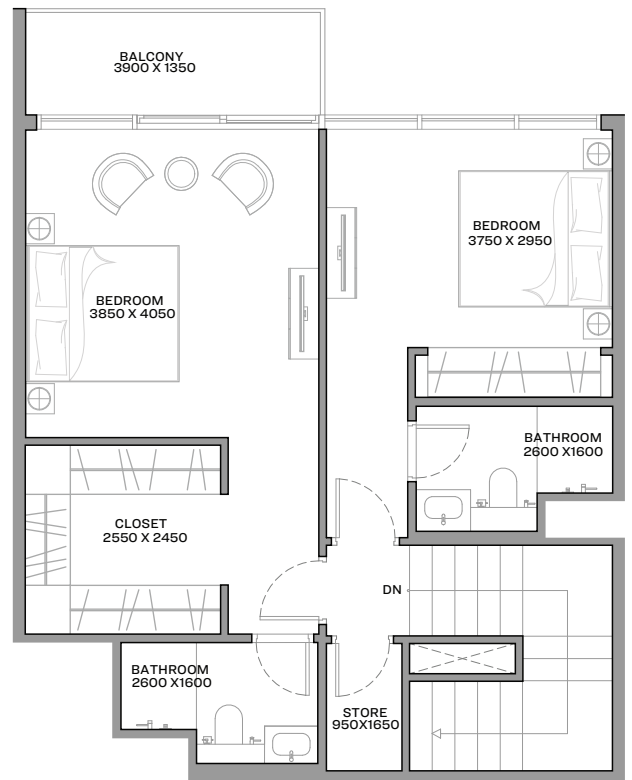 BALCONY
3900 X 1350
BEDROOM
3750 X 2950
BEDROOM
3850 X 4050
BATHROOM
2600 X1600
CLOSET
2550 X 2450
DN
BATHROOM
2600 X1600
STORE
950X1650